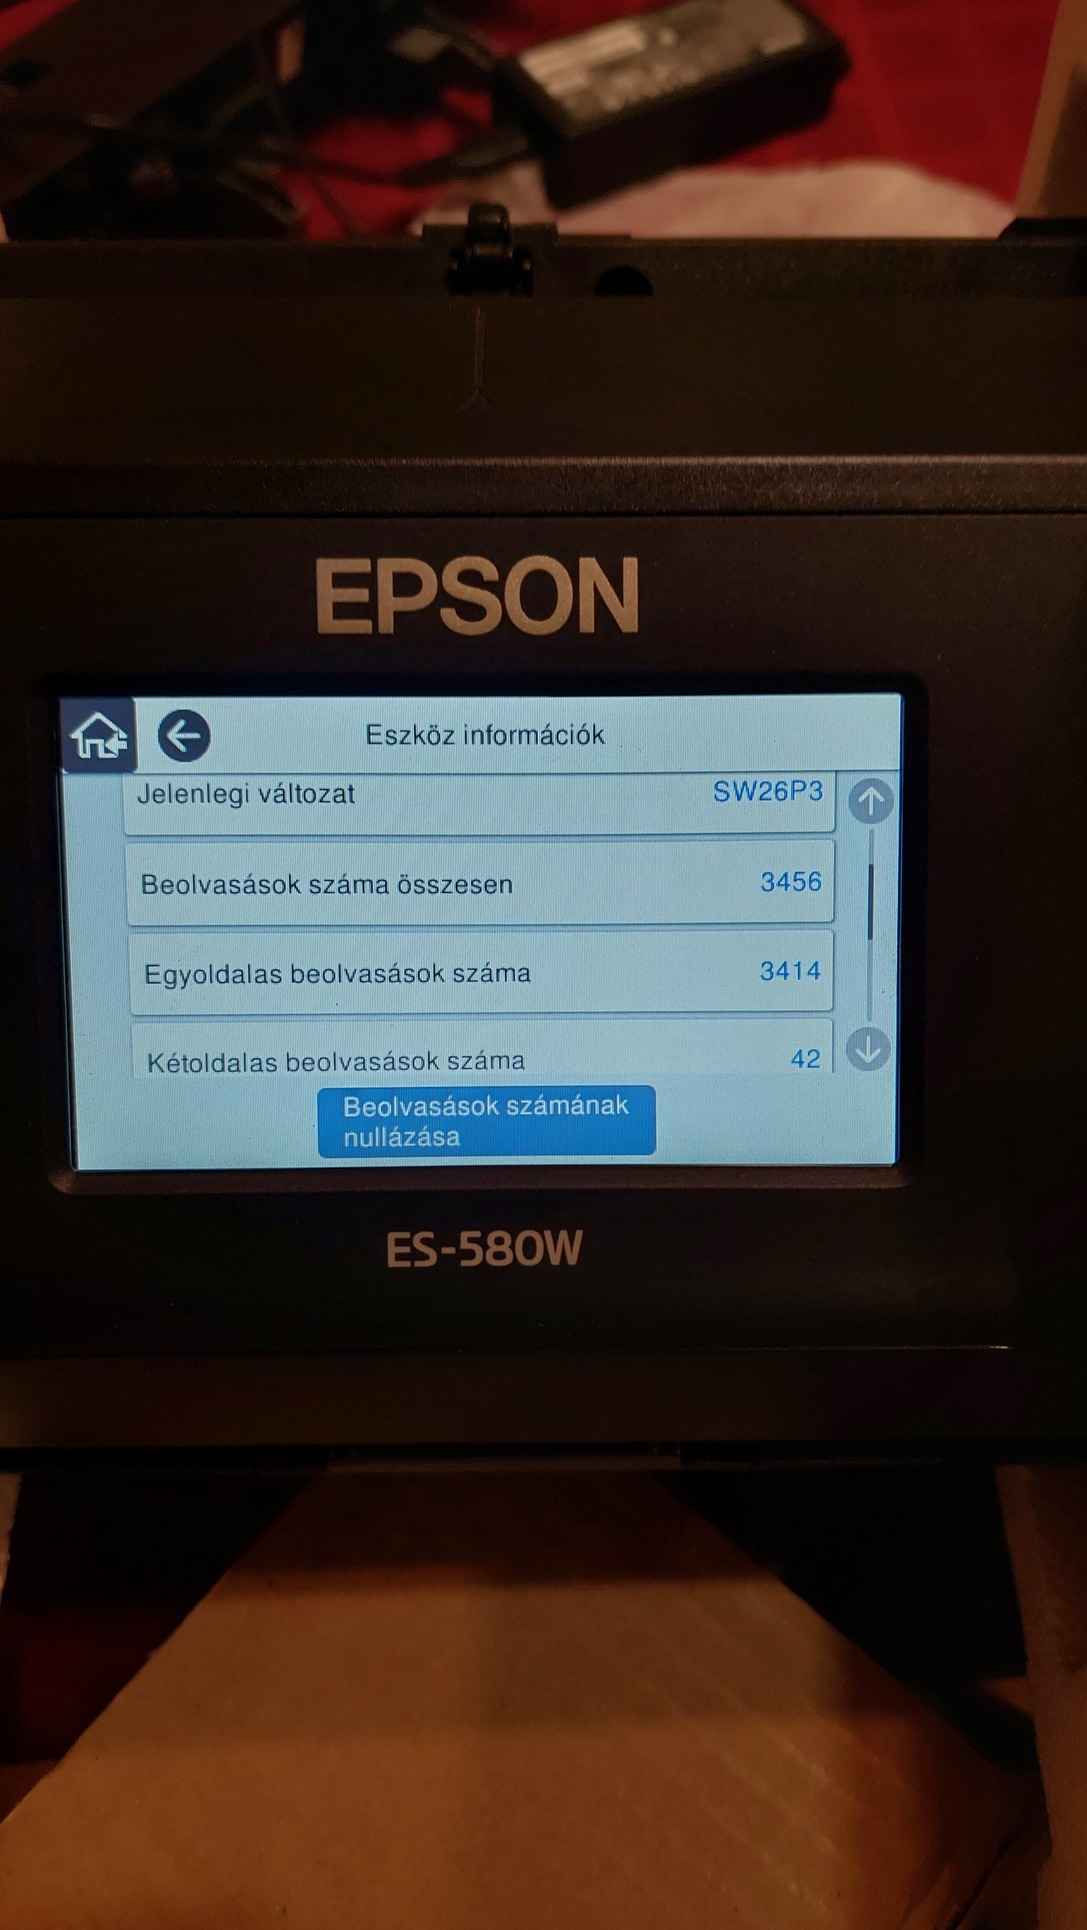 EPSON
Eszköz információk
Jelenlegi változat SW26P3
Beolvasások száma összesen 3456
Egyoldalas beolvasások száma 3414
Kétoldalas beolvasások száma 42
Beolvasások számának
nullázása
ES-580W